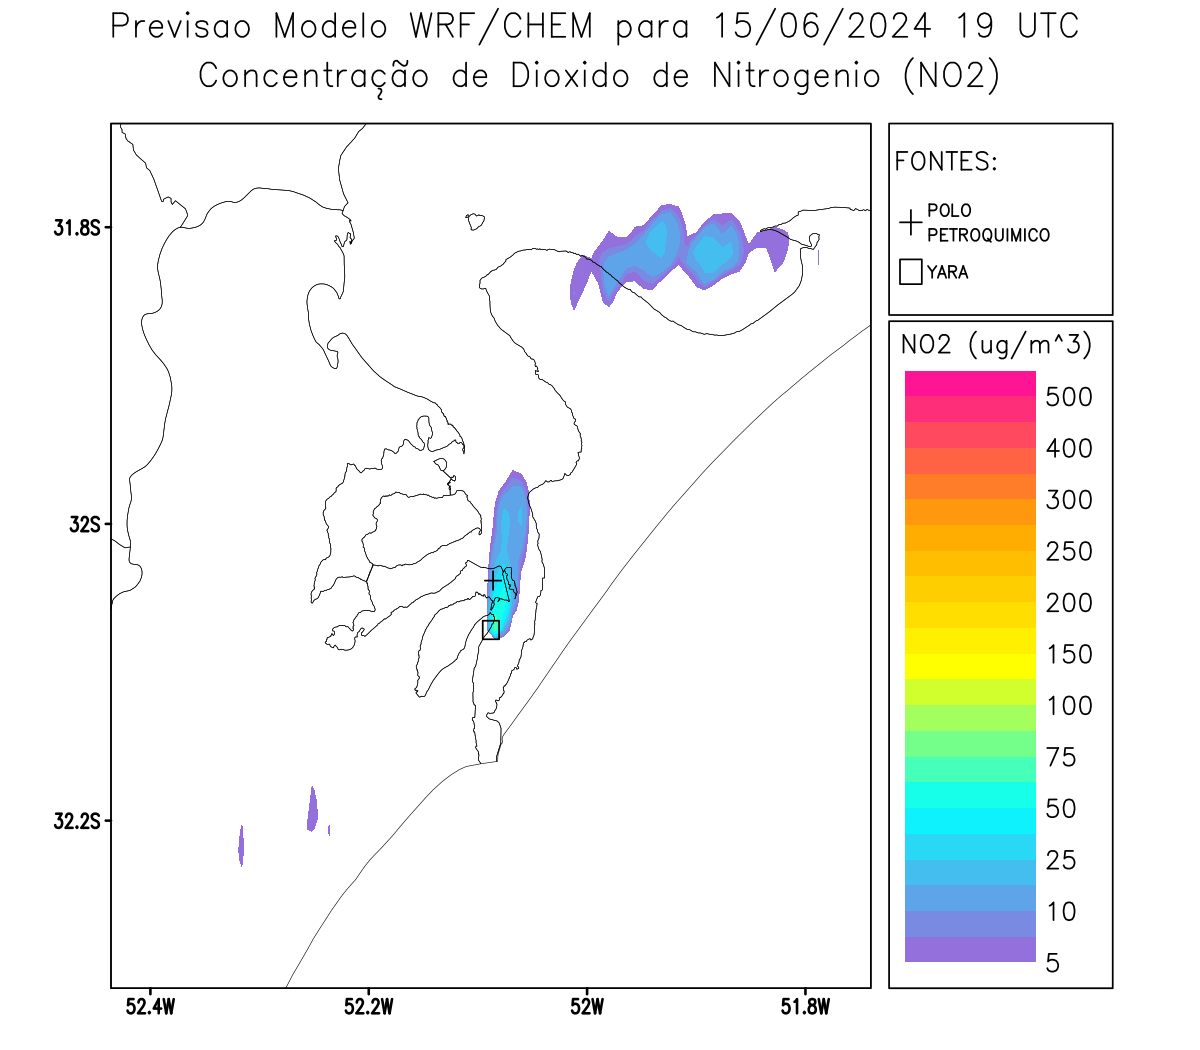 Previsao Modelo WRF/CHEM para 15/06/2024 19 UTC
Concentração de Dioxido de Nitrogenio (NO2)
FONTES:
POLO
PETROQUIMICO
YARA
NO2 (ug/m^3)
500
400
300
250
200
150
100
75
50
25
10
5
31.8S
32S
32.2S
52.4W
52.2W
52W
51.8W